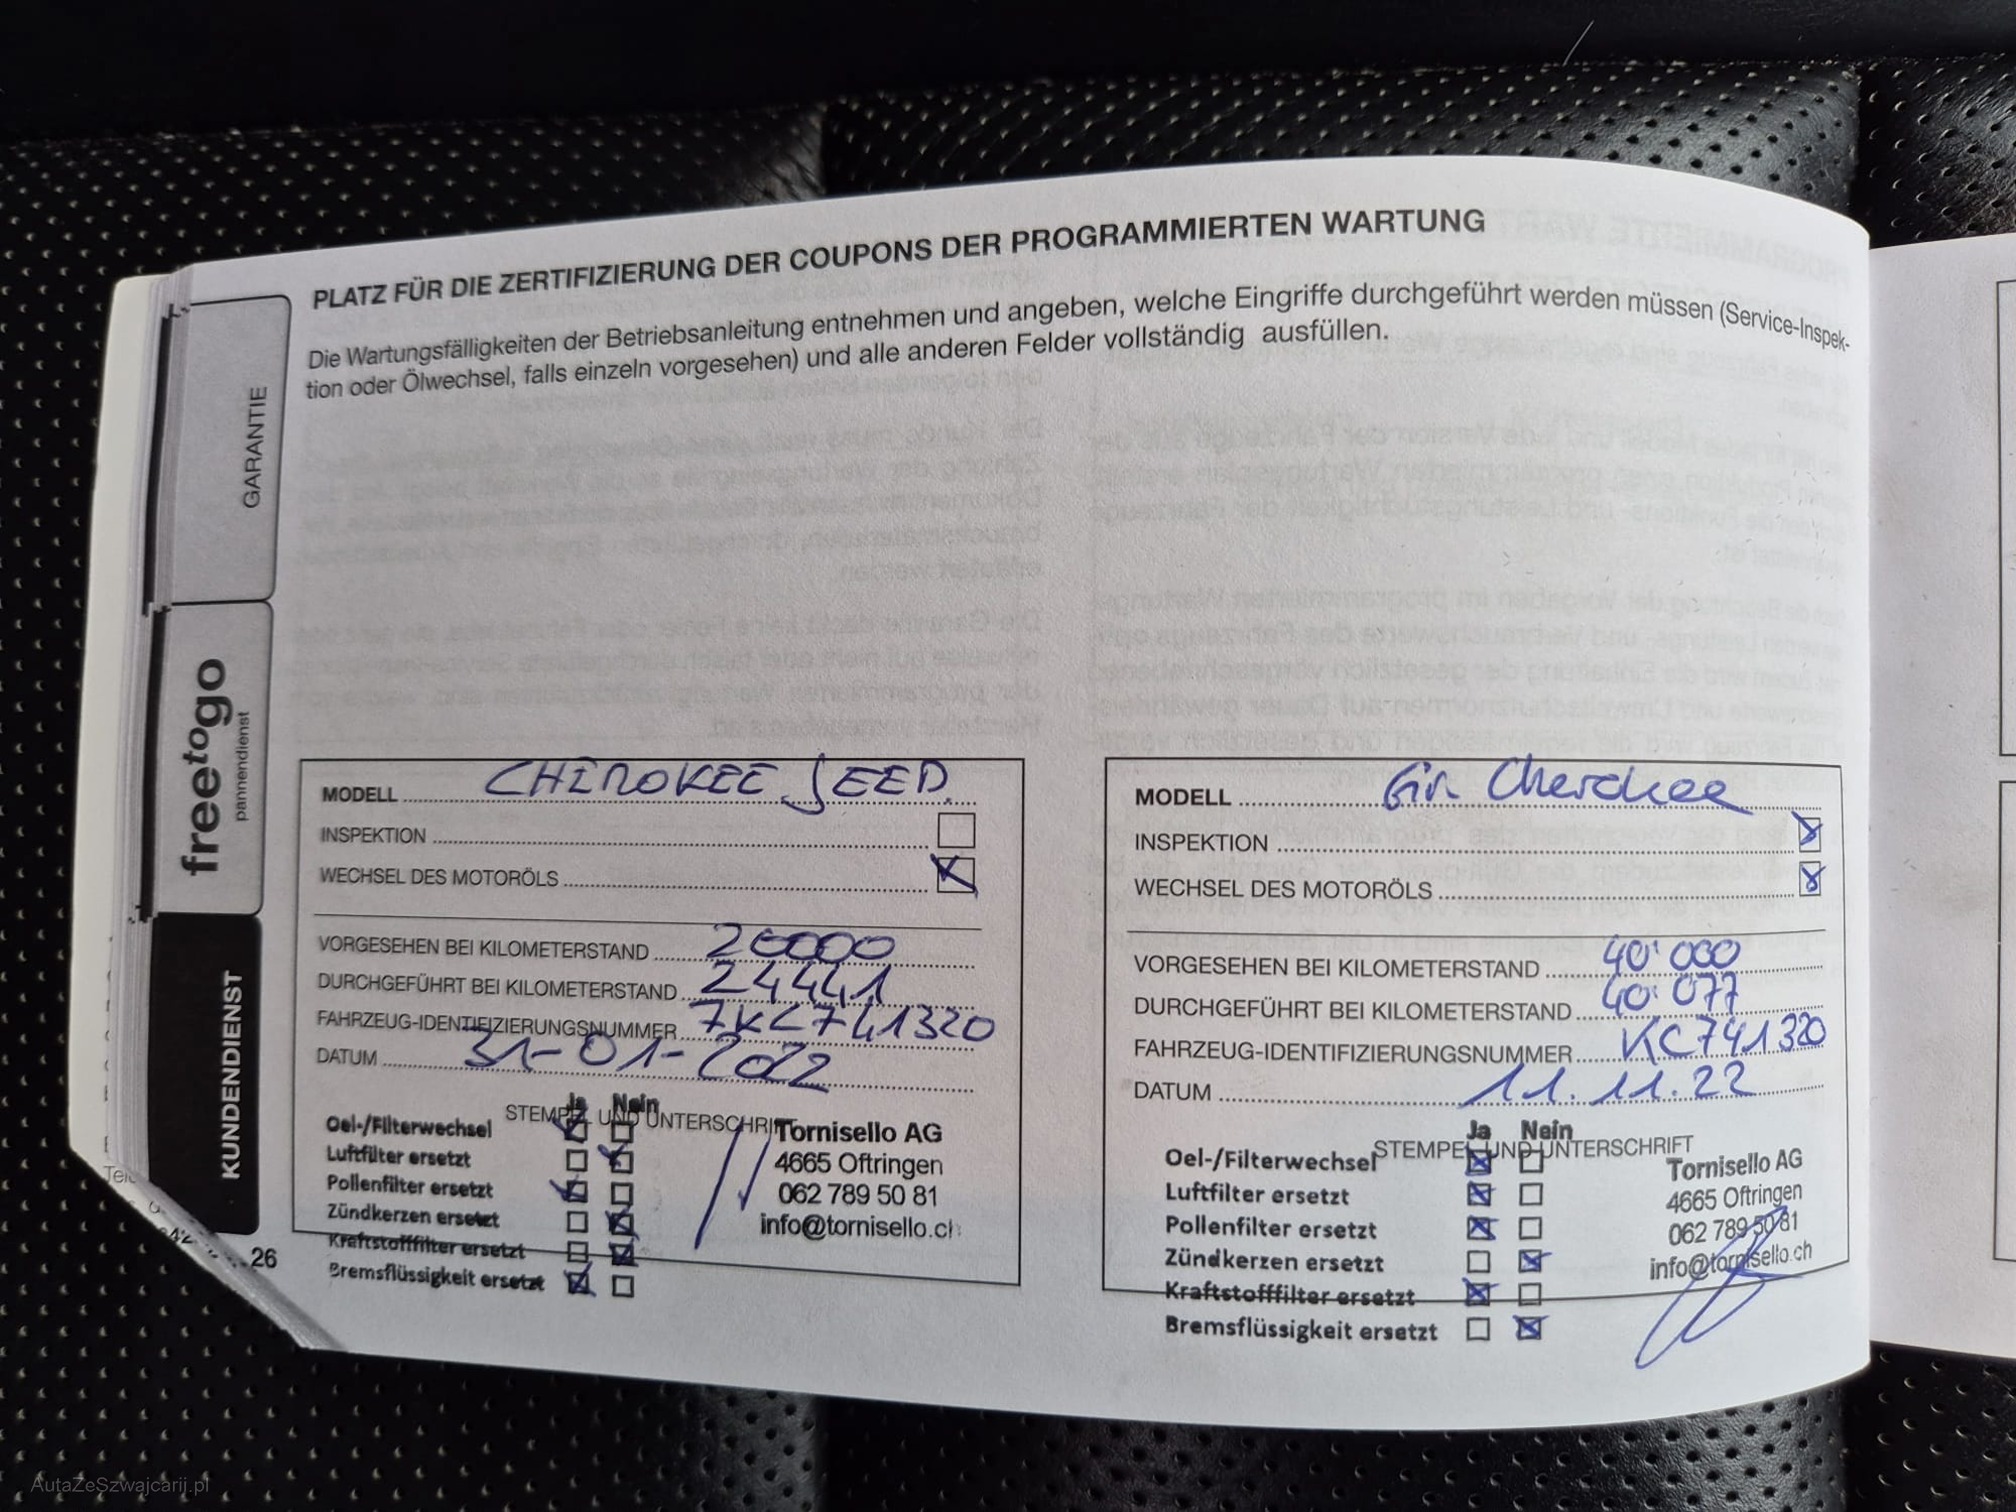 PLATZ FÜR DIE ZERTIFIZIERUNG DER COUPONS DER PROGRAMMIERTEN WARTUNG
Die Wartungsfälligkeiten der Betriebsanleitung entnehmen und angeben, welche Eingriffe durchgeführt werden müssen (Service-Inspek-
tion oder Ölwechsel, falls einzeln vorgesehen) und alle anderen Felder vollständig ausfüllen.
GARANTIE
freetogo
pannendienst
KUNDENDIENST
26
MODELL CHEROKEE JEEP
INSPEKTION
WECHSEL DES MOTORÖLS
VORGESEHEN BEI KILOMETERSTAND 20000
DURCHGEFÜHRT BEI KILOMETERSTAND 24441
FAHRZEUG-IDENTIFIZIERUNGSNUMMER 7KC741320
DATUM 31-01-2022
STEMPEL UND UNTERSCHRIFT
Ja Nein
Oel-/Filterwechsel
Luftfilter ersetzt
Pollenfilter ersetzt
Zündkerzen ersetzt
Kraftstofffilter ersetzt
Bremsflüssigkeit ersetzt
Tornisello AG
4665 Oftringen
062 789 50 81
info@tornisello.ch
MODELL Gr. Cherokee
INSPEKTION
WECHSEL DES MOTORÖLS
VORGESEHEN BEI KILOMETERSTAND 40'000
DURCHGEFÜHRT BEI KILOMETERSTAND 40'077
FAHRZEUG-IDENTIFIZIERUNGSNUMMER KC741320
DATUM 11.11.22
STEMPEL UND UNTERSCHRIFT
Ja Nein
Oel-/Filterwechsel
Luftfilter ersetzt
Pollenfilter ersetzt
Zündkerzen ersetzt
Kraftstofffilter ersetzt
Bremsflüssigkeit ersetzt
Tornisello AG
4665 Oftringen
062 789 50 81
info@tornisello.ch
AutaZeSzwajcarii.pl